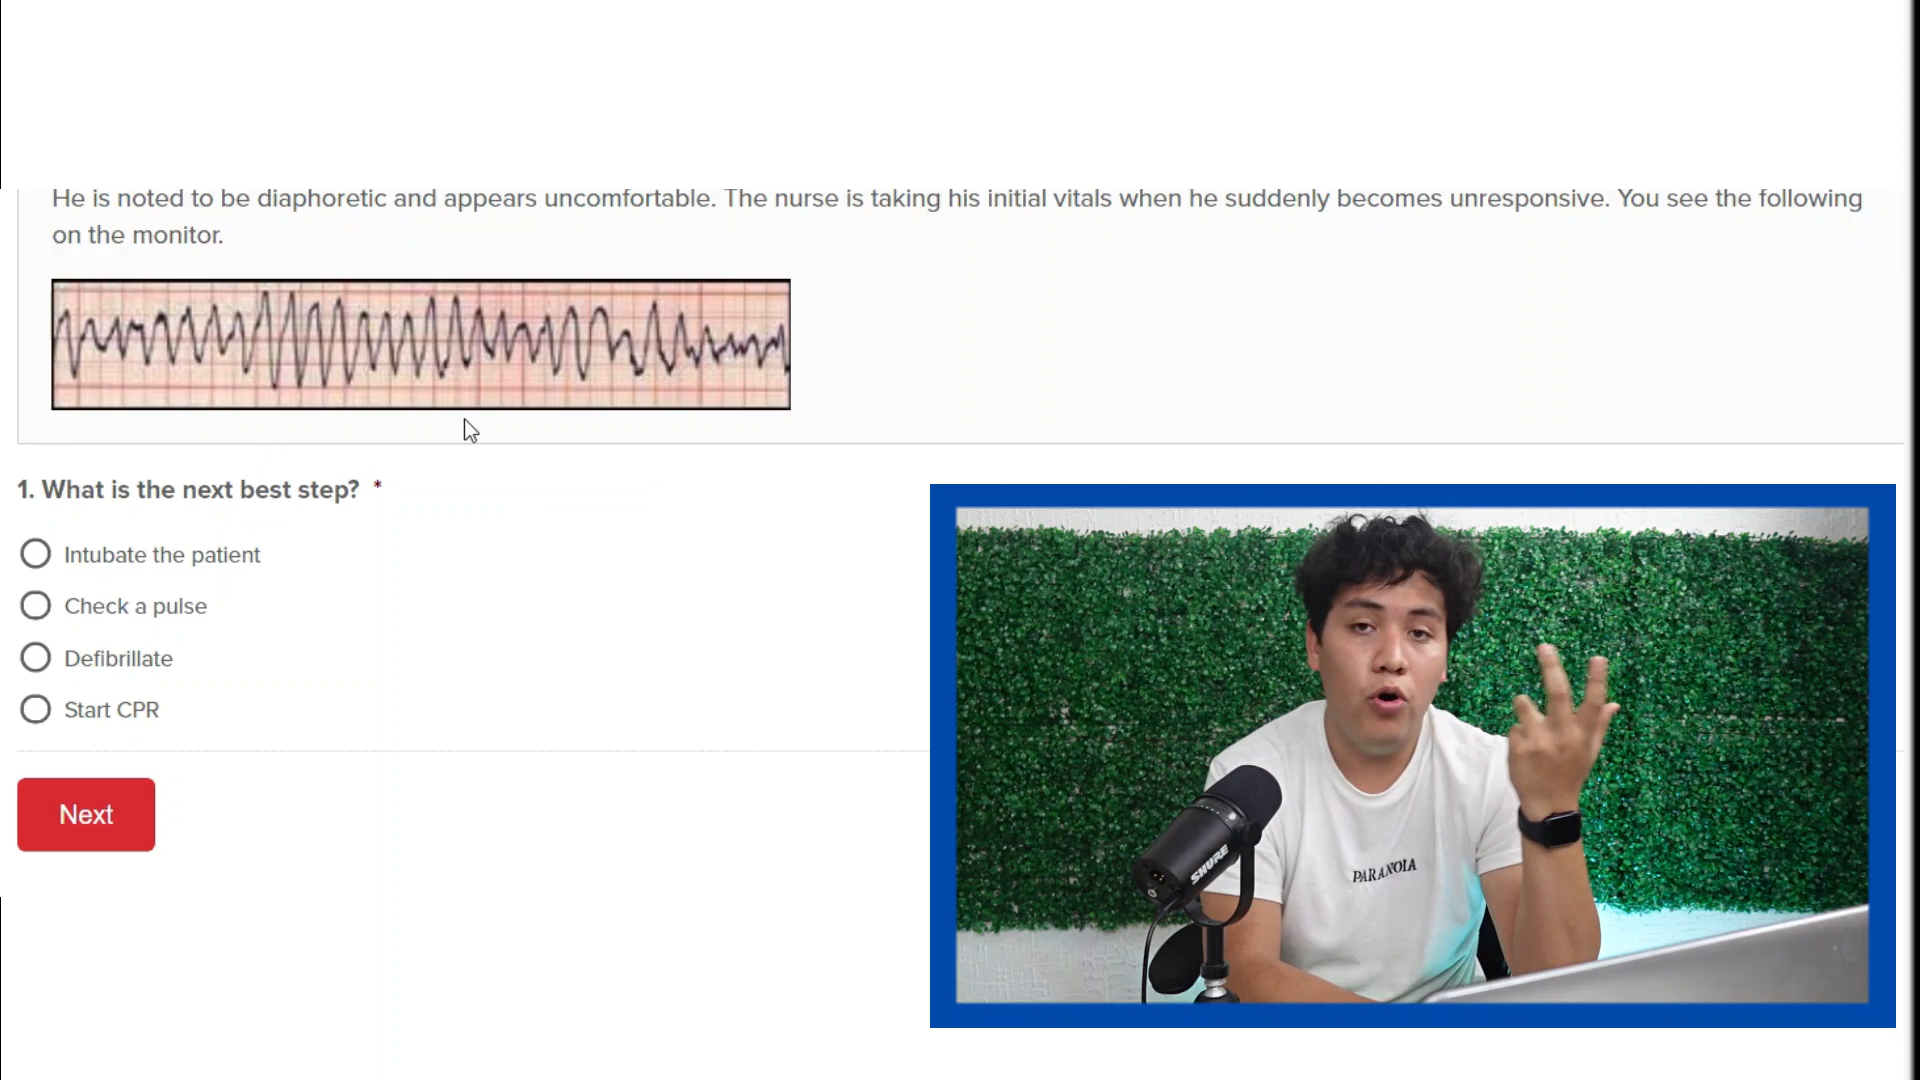 He is noted to be diaphoretic and appears uncomfortable. The nurse is taking his initial vitals when he suddenly becomes unresponsive. You see the following
on the monitor.
1. What is the next best step? *
Intubate the patient
Check a pulse
Defibrillate
Start CPR
Next
SHURE
PARANOIA